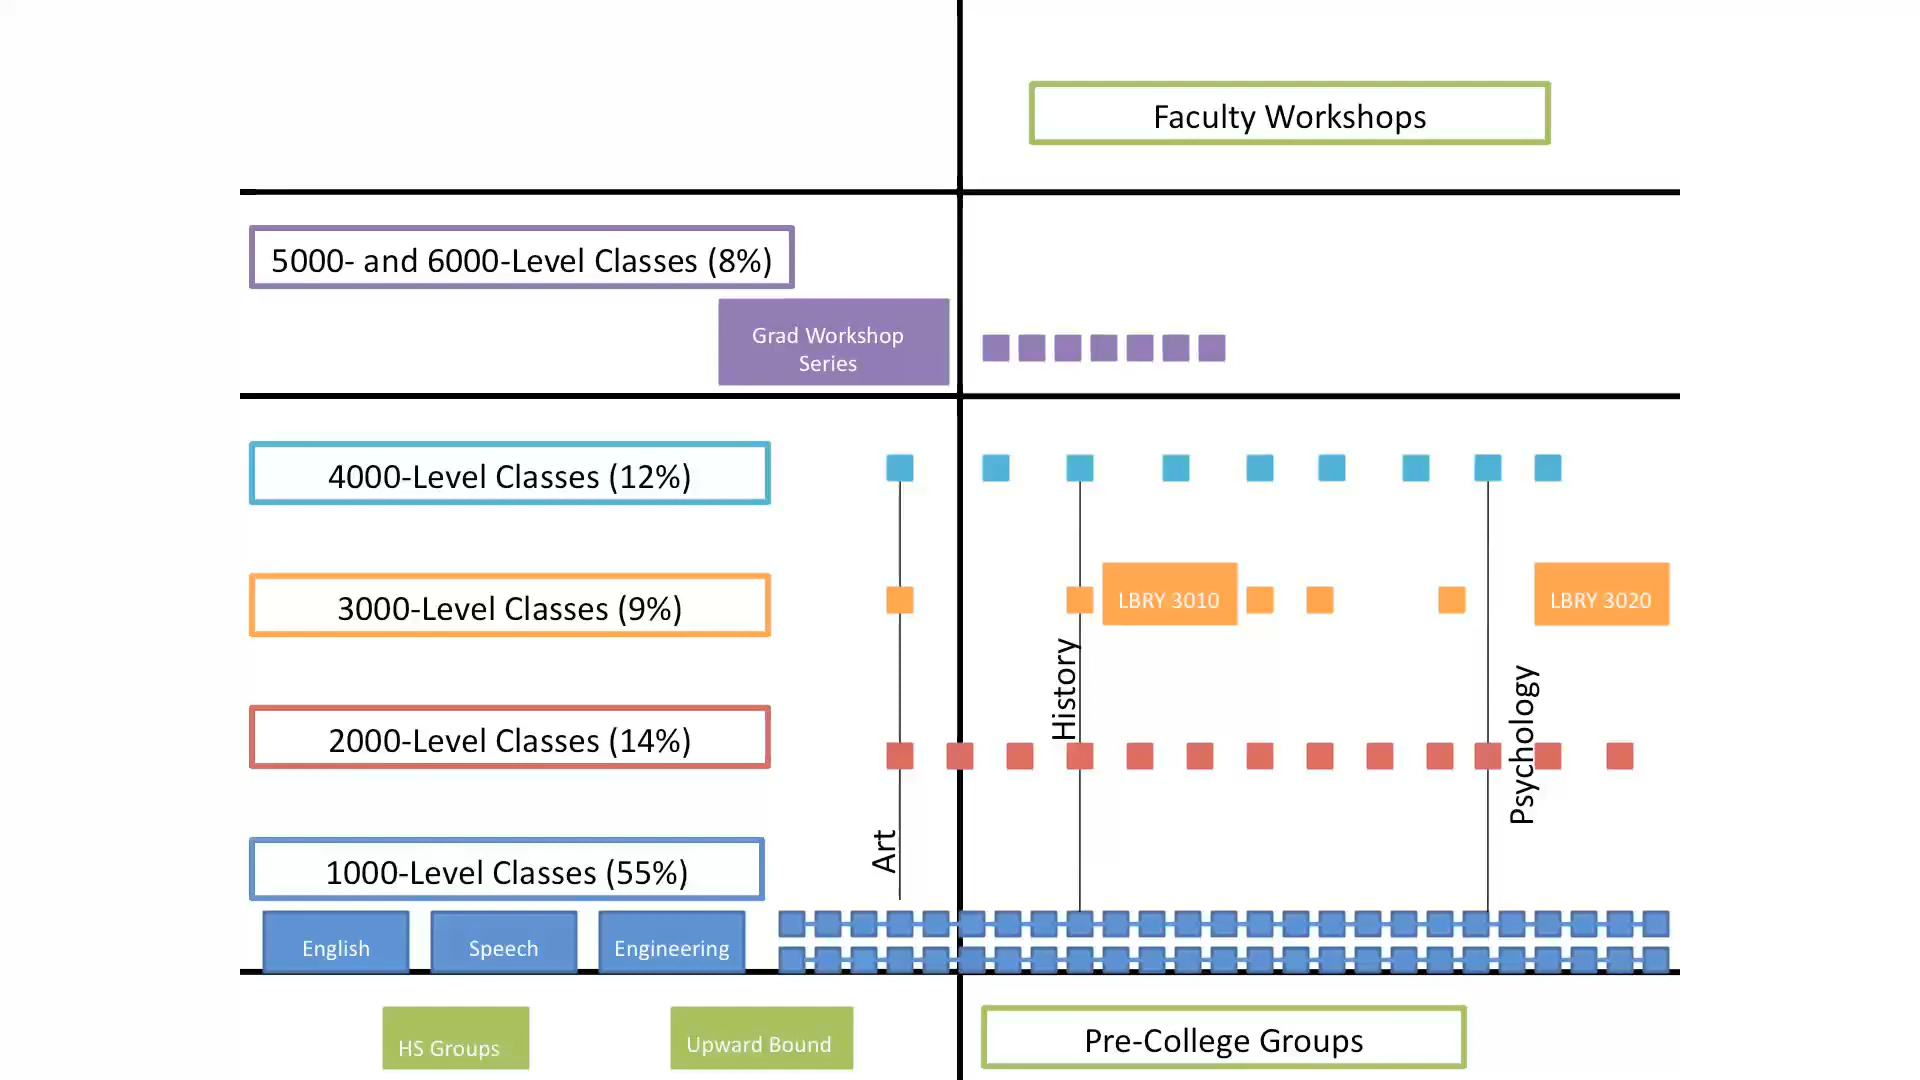 Faculty Workshops
5000- and 6000-Level Classes (8%)
Grad Workshop
Series
4000-Level Classes (12%)
3000-Level Classes (9%)
LBRY 3010
LBRY 3020
History
Psychology
2000-Level Classes (14%)
Art
1000-Level Classes (55%)
English
Speech
Engineering
HS Groups
Upward Bound
Pre-College Groups